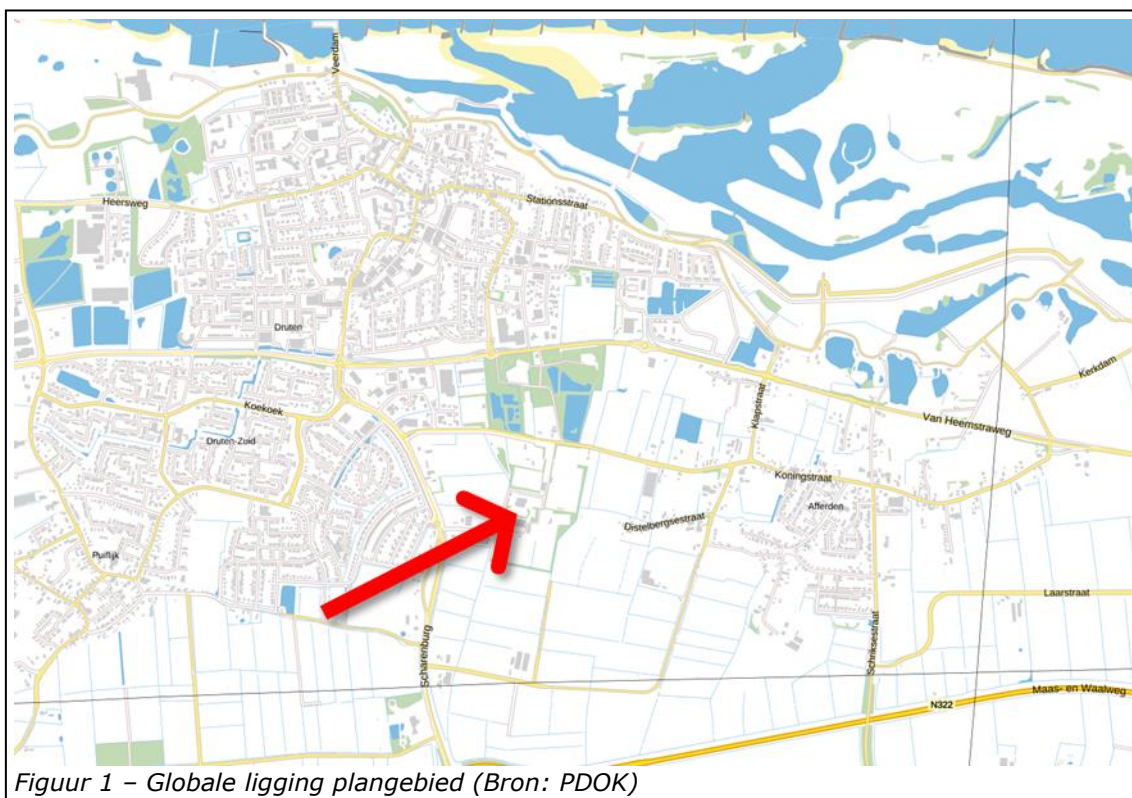 Veerdam
Heersweg
Stationsstraat
Druten
Klapstraat
Kerkdam
Koekoek
Van Heemstraweg
Druten-Zuid
Koningstraat
Afferden
Distelbergsestraat
Puiflijk
Laarstraat
Scharenburg
Schriksestraat
Maas- en Waalweg
N322
Figuur 1 – Globale ligging plangebied (Bron: PDOK)